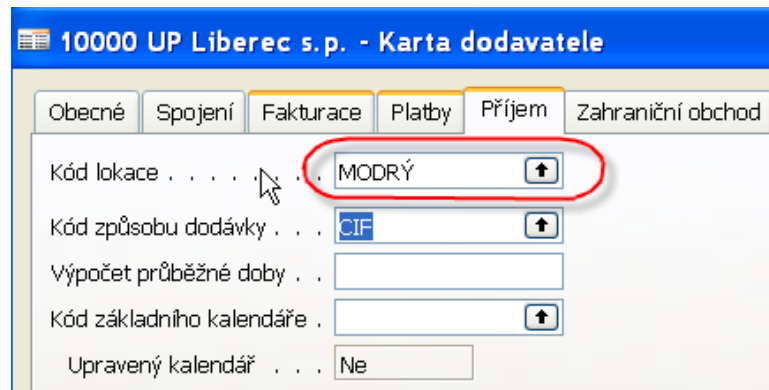 10000 UP Liberec s.p. - Karta dodavatele
Obecné Spojení Fakturace Platby Příjem Zahraniční obchod
Kód lokace . . . . . . . . MODRÝ
Kód způsobu dodávky . . . CIF
Výpočet průběžné doby . .
Kód základního kalendáře .
Upravený kalendář . . . Ne